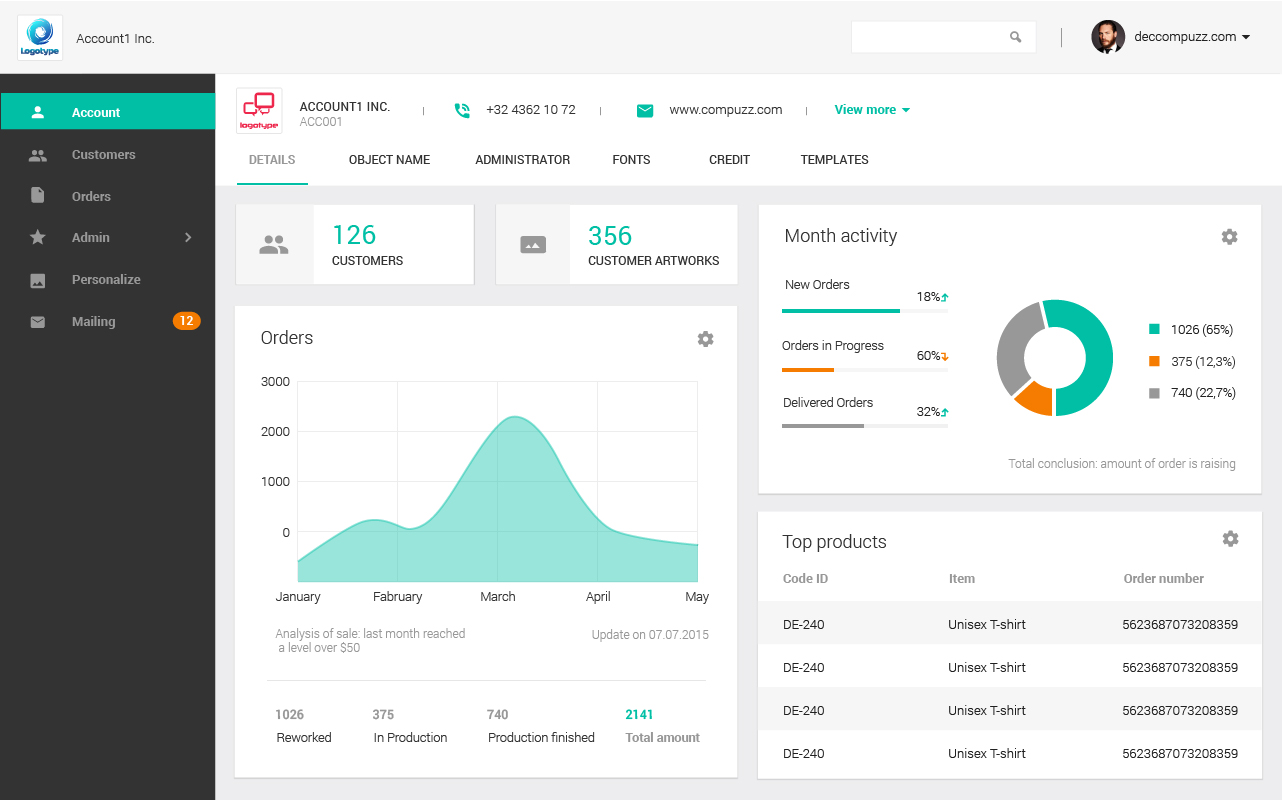 Logotype
Account1 Inc.
deccompuzz.com
Account
Customers
Orders
Admin
Personalize
Mailing 12
logotype
ACCOUNT1 INC.
ACC001
+32 4362 10 72
www.compuzz.com
View more
DETAILS OBJECT NAME ADMINISTRATOR FONTS CREDIT TEMPLATES
126
CUSTOMERS
356
CUSTOMER ARTWORKS
Orders
3000
2000
1000
0
January Fabruary March April May
Analysis of sale: last month reached
a level over $50
Update on 07.07.2015
1026 375 740 2141
Reworked In Production Production finished Total amount
Month activity
New Orders
18%
Orders in Progress
60%
Delivered Orders
32%
1026 (65%)
375 (12,3%)
740 (22,7%)
Total conclusion: amount of order is raising
Top products
Code ID Item Order number
DE-240 Unisex T-shirt 5623687073208359
DE-240 Unisex T-shirt 5623687073208359
DE-240 Unisex T-shirt 5623687073208359
DE-240 Unisex T-shirt 5623687073208359